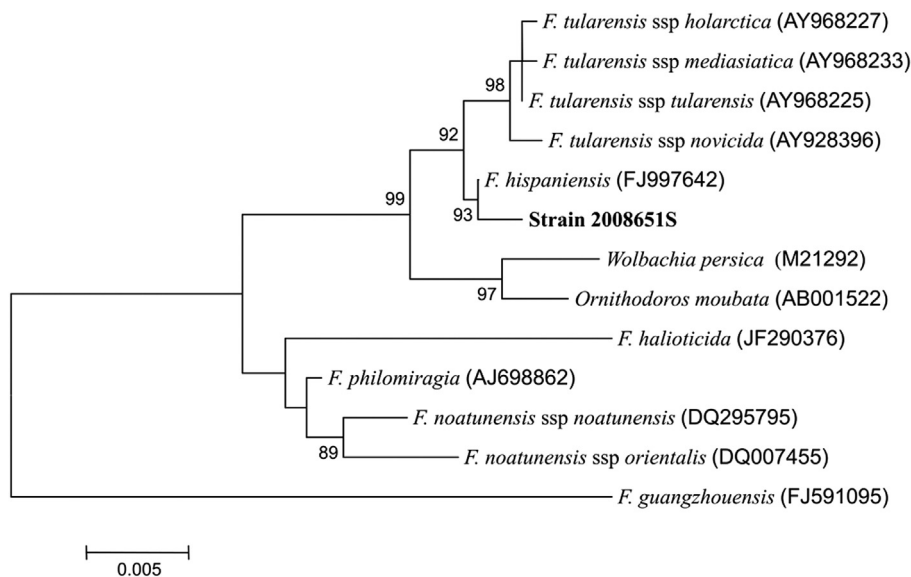 F. tularensis ssp holarctica (AY968227)
F. tularensis ssp mediasiatica (AY968233)
98
F. tularensis ssp tularensis (AY968225)
92
F. tularensis ssp novicida (AY928396)
F. hispaniensis (FJ997642)
99
93
Strain 2008651S
Wolbachia persica (M21292)
97
Ornithodoros moubata (AB001522)
F. halioticida (JF290376)
F. philomiragia (AJ698862)
F. noatunensis ssp noatunensis (DQ295795)
89
F. noatunensis ssp orientalis (DQ007455)
F. guangzhouensis (FJ591095)
0.005